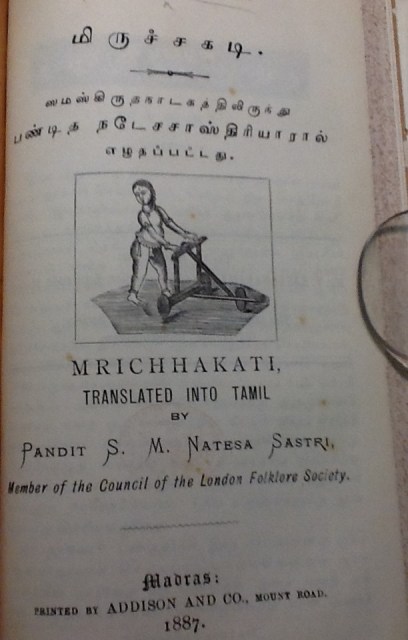 மிருச்சகடி.
ஸமஸ்கிருதநாடகத்திலிருந்து
பண்டித நடேசசாஸ்திரியாரால்
எழுதப்பட்டது.
MRICHHAKATI,
TRANSLATED INTO TAMIL
BY
PANDIT S. M. NATESA SASTRI,
Member of the Council of the London Folklore Society.
Madras:
PRINTED BY ADDISON AND CO., MOUNT ROAD.
1887.